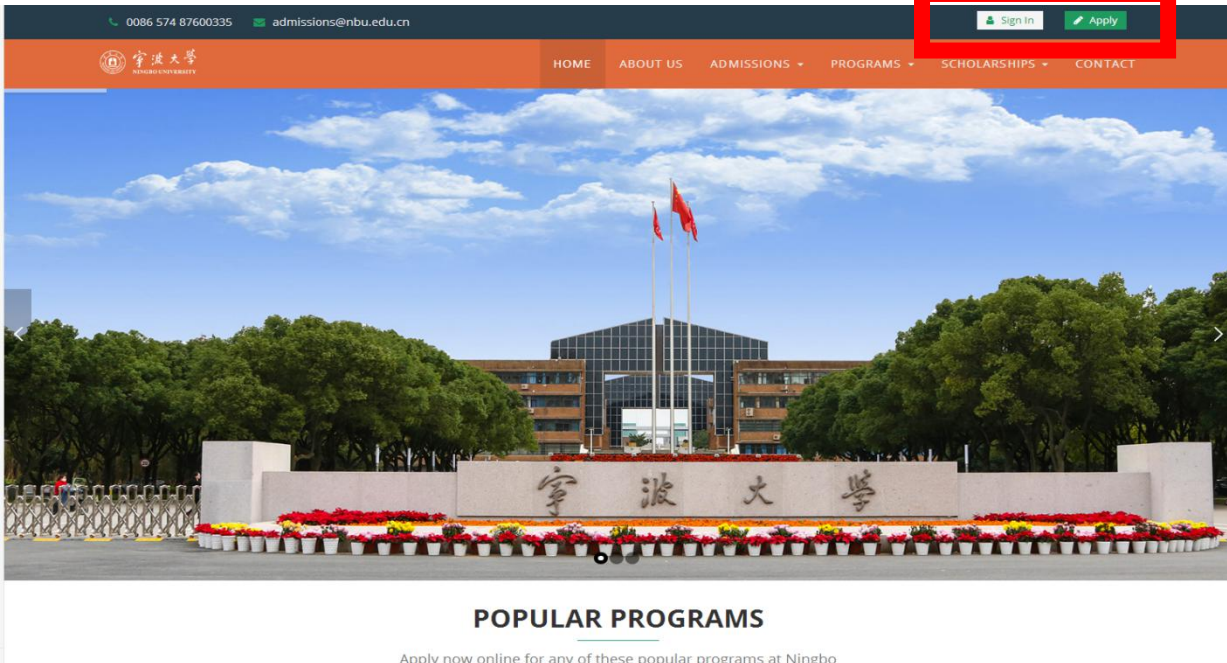 0086 574 87600335 admissions@nbu.edu.cn Sign In Apply
宁波大学
NINGBO UNIVERSITY
HOME ABOUT US ADMISSIONS PROGRAMS SCHOLARSHIPS CONTACT
寧波大學
POPULAR PROGRAMS
Apply now online for any of these popular programs at Ningbo